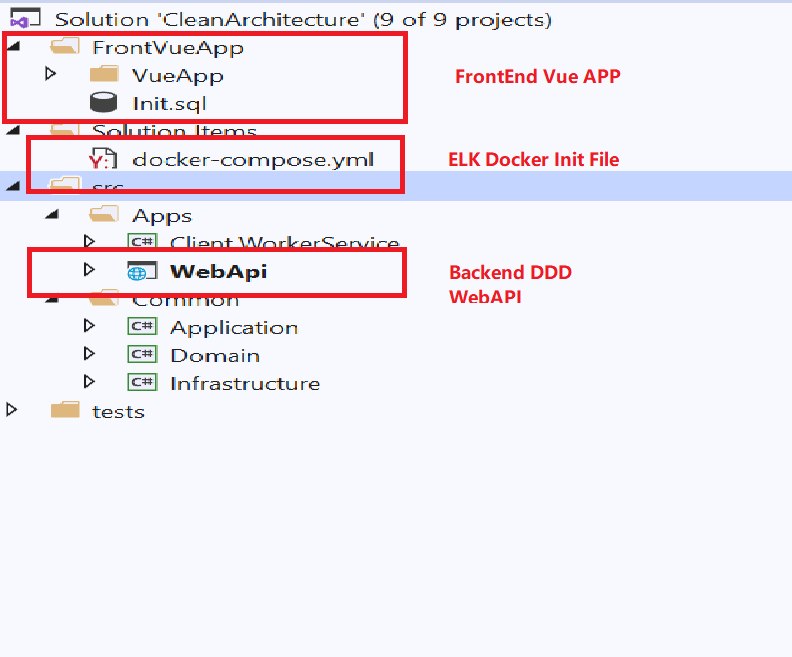 Solution 'CleanArchitecture' (9 of 9 projects)
FrontVueApp
VueApp
FrontEnd Vue APP
Init.sql
Solution Items
docker-compose.yml
ELK Docker Init File
src
Apps
C# Client.WorkerService
WebApi
Backend DDD
WebAPI
Common
C# Application
C# Domain
C# Infrastructure
tests